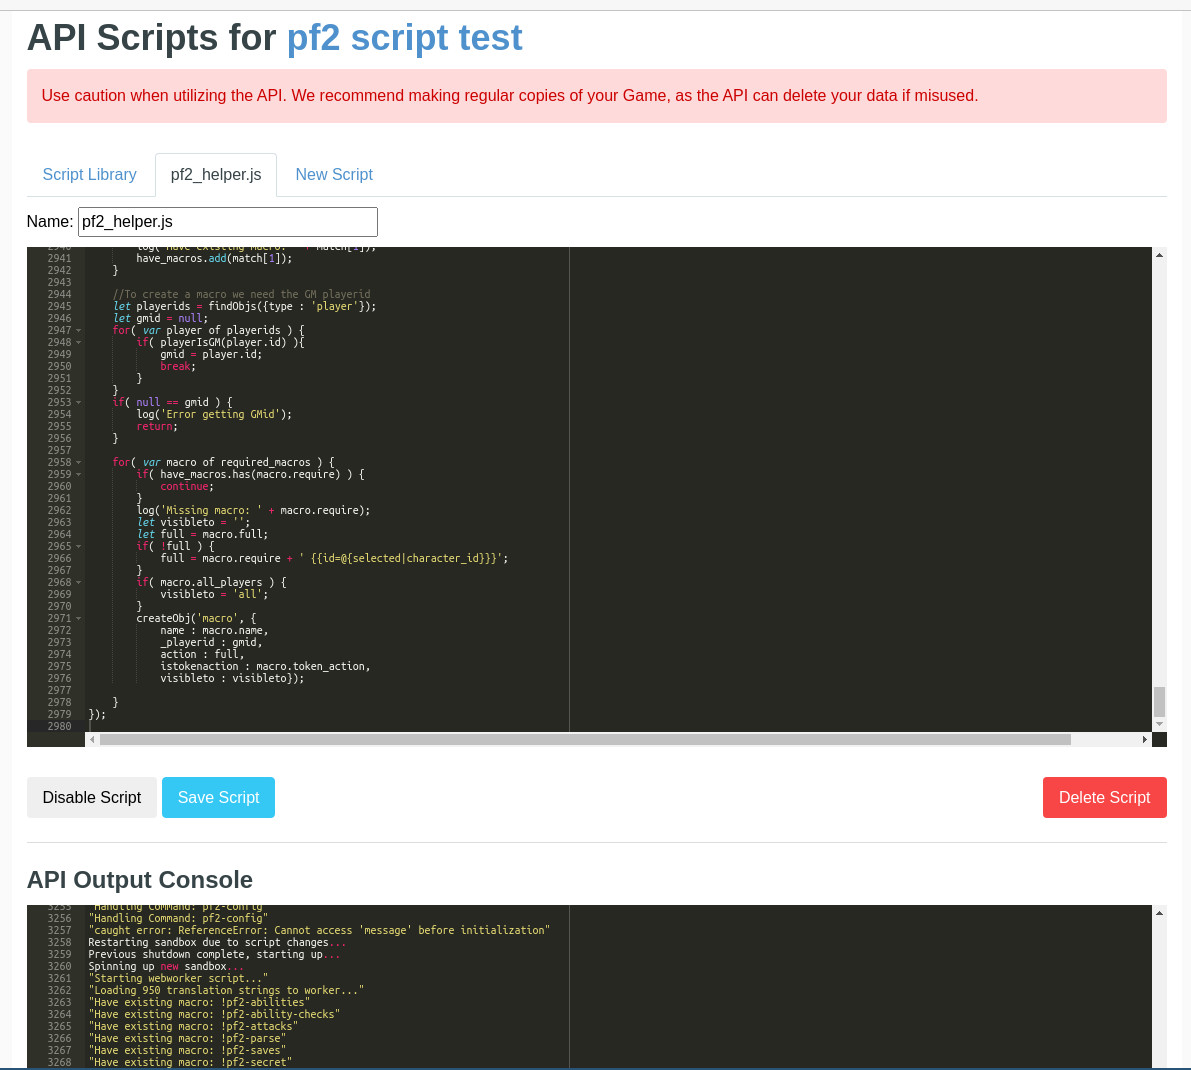 API Scripts for pf2 script test
Use caution when utilizing the API. We recommend making regular copies of your Game, as the API can delete your data if misused.
Script Library pf2_helper.js New Script
Name: pf2_helper.js
2940 log('Have existing macro: ' + match[1]);
2941 have_macros.add(match[1]);
2942 }
2943
2944 //To create a macro we need the GM playerid
2945 let playerids = findObjs({type : 'player'});
2946 let gmid = null;
2947 for( var player of playerids ) {
2948 if( playerIsGM(player.id) ){
2949 gmid = player.id;
2950 break;
2951 }
2952 }
2953 if( null == gmid ) {
2954 log('Error getting GMid');
2955 return;
2956 }
2957
2958 for( var macro of required_macros ) {
2959 if( have_macros.has(macro.require) ) {
2960 continue;
2961 }
2962 log('Missing macro: ' + macro.require);
2963 let visibleto = '';
2964 let full = macro.full;
2965 if( !full ) {
2966 full = macro.require + ' {{id=@{selected|character_id}}}';
2967 }
2968 if( macro.all_players ) {
2969 visibleto = 'all';
2970 }
2971 createObj('macro', {
2972 name : macro.name,
2973 _playerid : gmid,
2974 action : full,
2975 istokenaction : macro.token_action,
2976 visibleto : visibleto});
2977
2978 }
2979 });
2980
Disable Script Save Script Delete Script
API Output Console
3255 "Handling Command: pf2-config"
3256 "Handling Command: pf2-config"
3257 "caught error: ReferenceError: Cannot access 'message' before initialization"
3258 Restarting sandbox due to script changes...
3259 Previous shutdown complete, starting up...
3260 Spinning up new sandbox...
3261 "Starting webworker script..."
3262 "Loading 950 translation strings to worker..."
3263 "Have existing macro: !pf2-abilities"
3264 "Have existing macro: !pf2-ability-checks"
3265 "Have existing macro: !pf2-attacks"
3266 "Have existing macro: !pf2-parse"
3267 "Have existing macro: !pf2-saves"
3268 "Have existing macro: !pf2-secret"